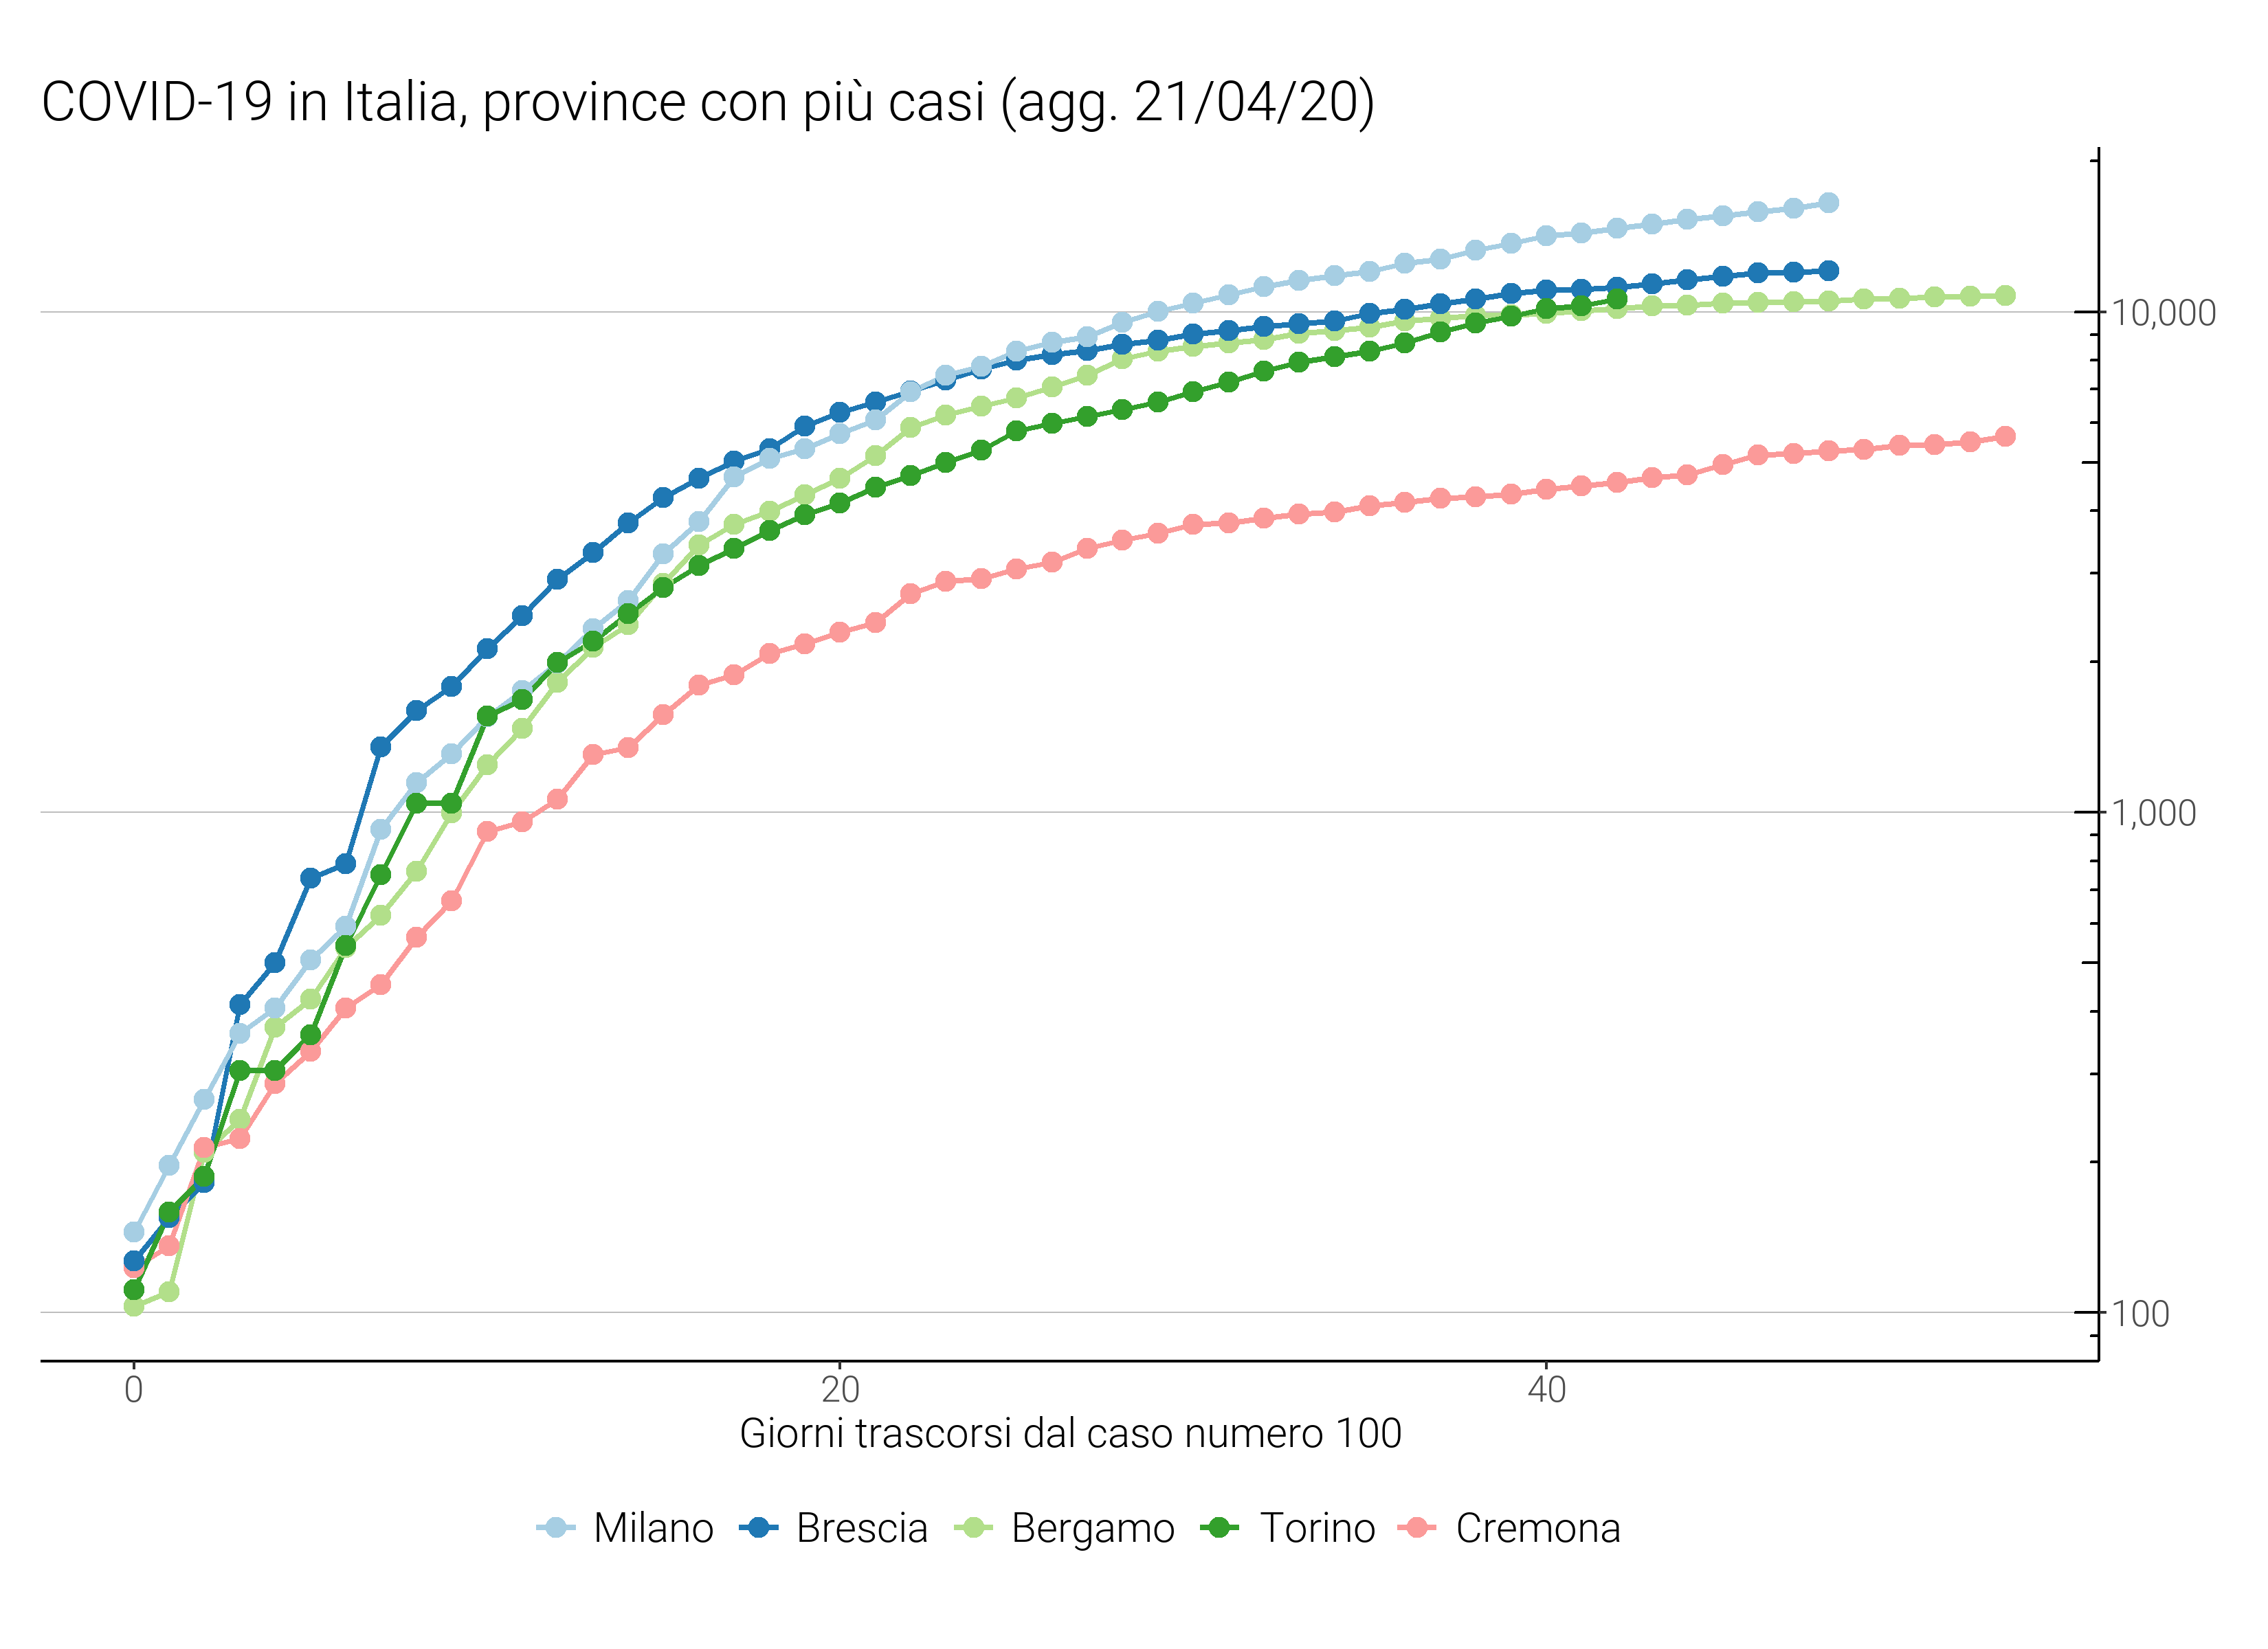 COVID-19 in Italia, province con più casi (agg. 21/04/20)
10,000
1,000
100
0 20 40
Giorni trascorsi dal caso numero 100
Milano Brescia Bergamo Torino Cremona